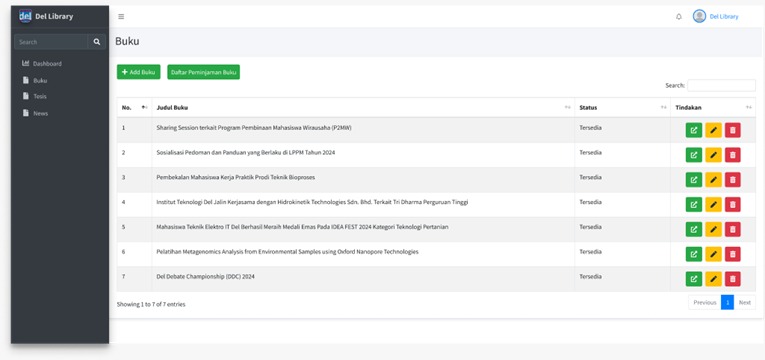 del Del Library
Search
Dashboard
Buku
Tesis
News
Del Library
Buku
Add Buku
Daftar Peminjaman Buku
Search:
No. Judul Buku Status Tindakan
1 Sharing Session terkait Program Pembinaan Mahasiswa Wirausaha (P2MW) Tersedia
2 Sosialisasi Pedoman dan Panduan yang Berlaku di LPPM Tahun 2024 Tersedia
3 Pembekalan Mahasiswa Kerja Praktik Prodi Teknik Bioproses Tersedia
4 Institut Teknologi Del Jalin Kerjasama dengan Hidrokinetik Technologies Sdn. Bhd. Terkait Tri Dharma Perguruan Tinggi Tersedia
5 Mahasiswa Teknik Elektro IT Del Berhasil Meraih Medali Emas Pada IDEA FEST 2024 Kategori Teknologi Pertanian Tersedia
6 Pelatihan Metagenomics Analysis from Environmental Samples using Oxford Nanopore Technologies Tersedia
7 Del Debate Championship (DDC) 2024 Tersedia
Showing 1 to 7 of 7 entries
Previous 1 Next